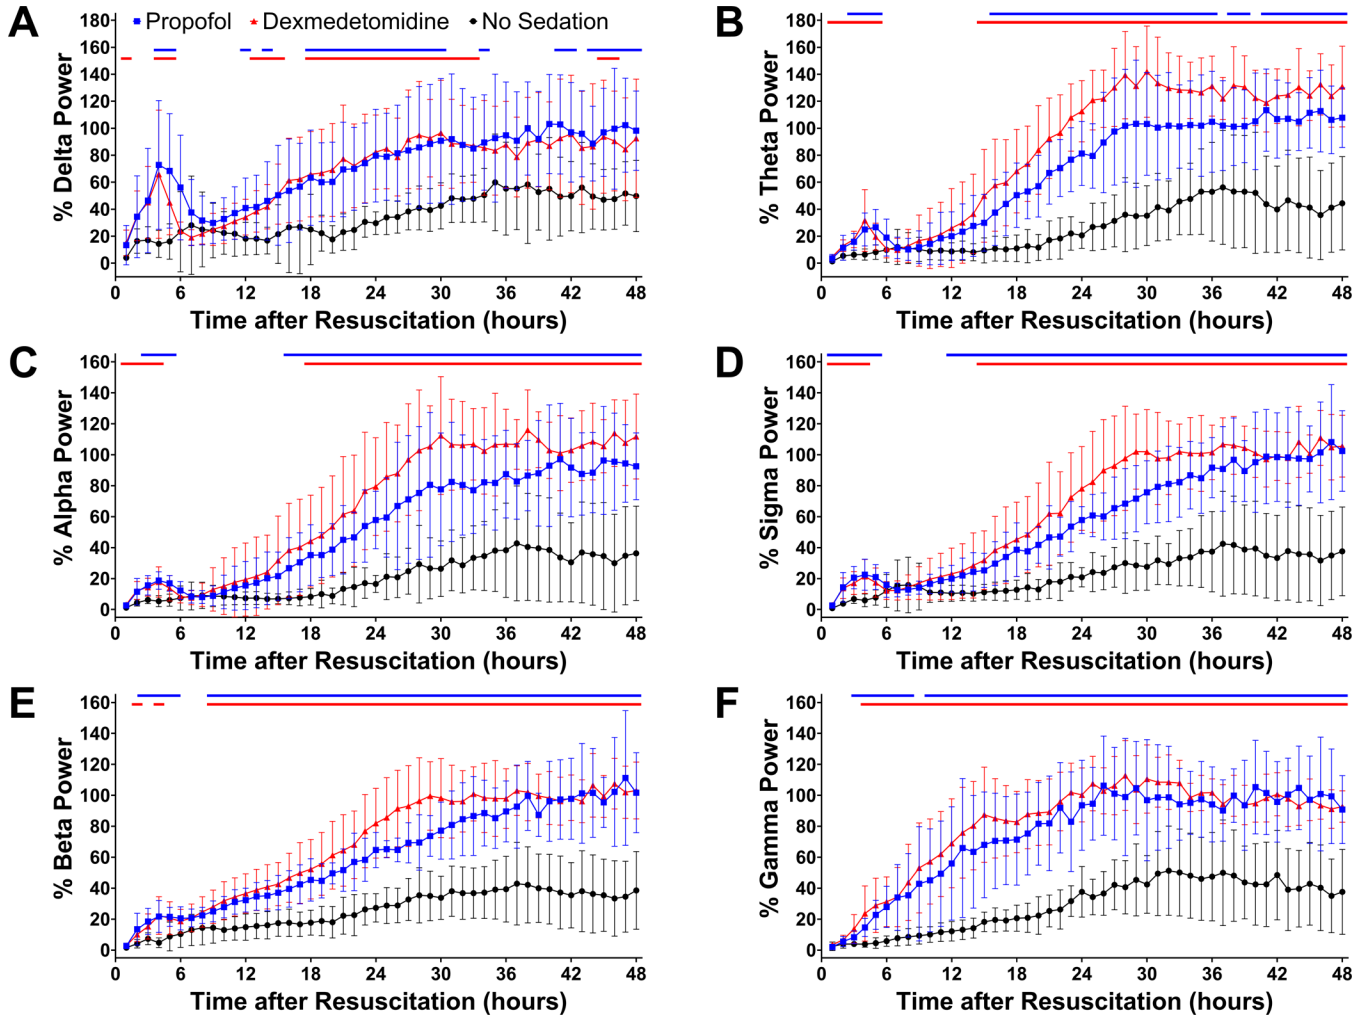 A
Propofol Dexmedetomidine No Sedation
% Delta Power
180
160
140
120
100
80
60
40
20
0
0 6 12 18 24 30 36 42 48
Time after Resuscitation (hours)
B
% Theta Power
180
160
140
120
100
80
60
40
20
0
0 6 12 18 24 30 36 42 48
Time after Resuscitation (hours)
C
% Alpha Power
160
140
120
100
80
60
40
20
0
0 6 12 18 24 30 36 42 48
Time after Resuscitation (hours)
D
% Sigma Power
160
140
120
100
80
60
40
20
0
0 6 12 18 24 30 36 42 48
Time after Resuscitation (hours)
E
% Beta Power
160
140
120
100
80
60
40
20
0
0 6 12 18 24 30 36 42 48
Time after Resuscitation (hours)
F
% Gamma Power
160
140
120
100
80
60
40
20
0
0 6 12 18 24 30 36 42 48
Time after Resuscitation (hours)